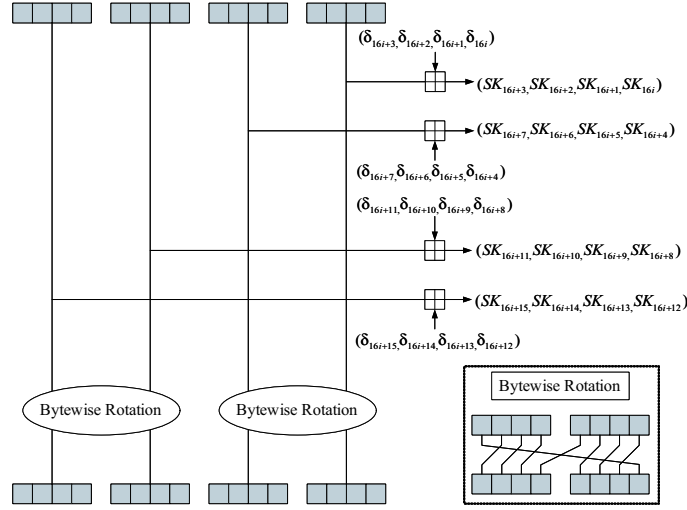 (δ₁₆ᵢ₊₃,δ₁₆ᵢ₊₂,δ₁₆ᵢ₊₁,δ₁₆ᵢ)
(SK₁₆ᵢ₊₃,SK₁₆ᵢ₊₂,SK₁₆ᵢ₊₁,SK₁₆ᵢ)
(SK₁₆ᵢ₊₇,SK₁₆ᵢ₊₆,SK₁₆ᵢ₊₅,SK₁₆ᵢ₊₄)
(δ₁₆ᵢ₊₇,δ₁₆ᵢ₊₆,δ₁₆ᵢ₊₅,δ₁₆ᵢ₊₄)
(δ₁₆ᵢ₊₁₁,δ₁₆ᵢ₊₁₀,δ₁₆ᵢ₊₉,δ₁₆ᵢ₊₈)
(SK₁₆ᵢ₊₁₁,SK₁₆ᵢ₊₁₀,SK₁₆ᵢ₊₉,SK₁₆ᵢ₊₈)
(SK₁₆ᵢ₊₁₅,SK₁₆ᵢ₊₁₄,SK₁₆ᵢ₊₁₃,SK₁₆ᵢ₊₁₂)
(δ₁₆ᵢ₊₁₅,δ₁₆ᵢ₊₁₄,δ₁₆ᵢ₊₁₃,δ₁₆ᵢ₊₁₂)
Bytewise Rotation
Bytewise Rotation
Bytewise Rotation